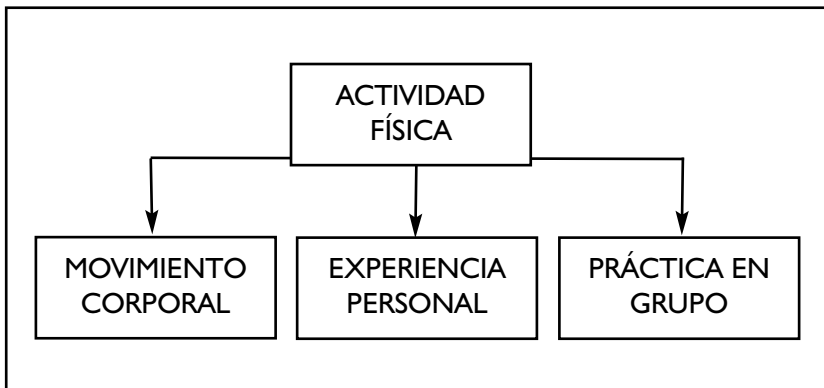 ACTIVIDAD
FÍSICA
MOVIMIENTO
CORPORAL
EXPERIENCIA
PERSONAL
PRÁCTICA EN
GRUPO